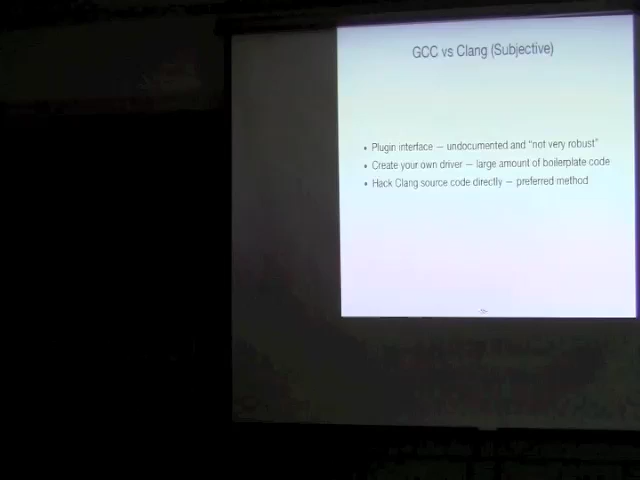 GCC vs Clang (Subjective)
• Plugin interface — undocumented and "not very robust"
• Create your own driver — large amount of boilerplate code
• Hack Clang source code directly — preferred method